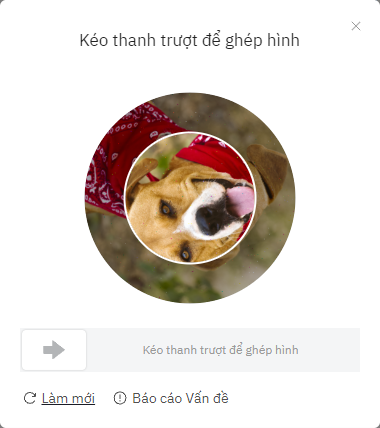 Kéo thanh trượt để ghép hình
Kéo thanh trượt để ghép hình
Làm mới
Báo cáo Vấn đề